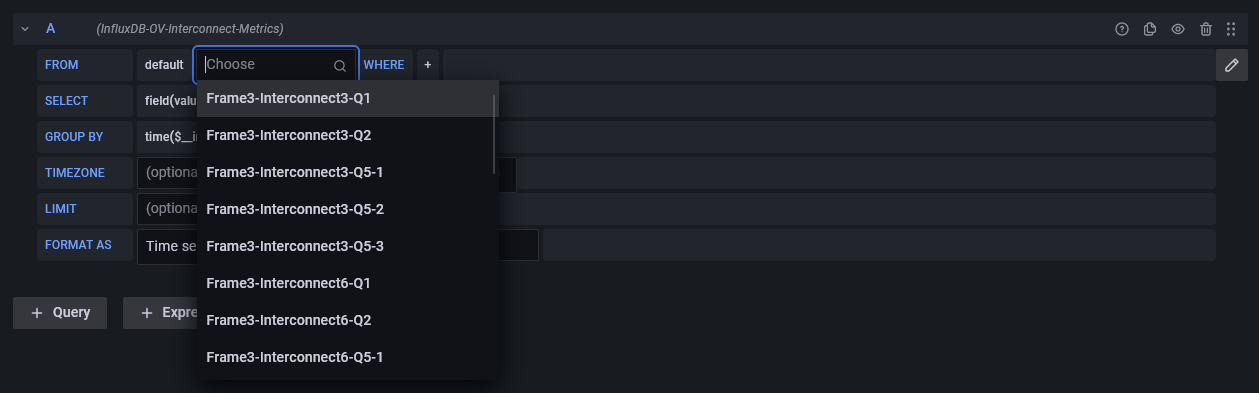 A (InfluxDB-OV-Interconnect-Metrics)
FROM default Choose WHERE +
SELECT field(valu
GROUP BY time($__i
TIMEZONE (optiona
LIMIT (optiona
FORMAT AS Time se
+ Query + Expre
Frame3-Interconnect3-Q1
Frame3-Interconnect3-Q2
Frame3-Interconnect3-Q5-1
Frame3-Interconnect3-Q5-2
Frame3-Interconnect3-Q5-3
Frame3-Interconnect6-Q1
Frame3-Interconnect6-Q2
Frame3-Interconnect6-Q5-1